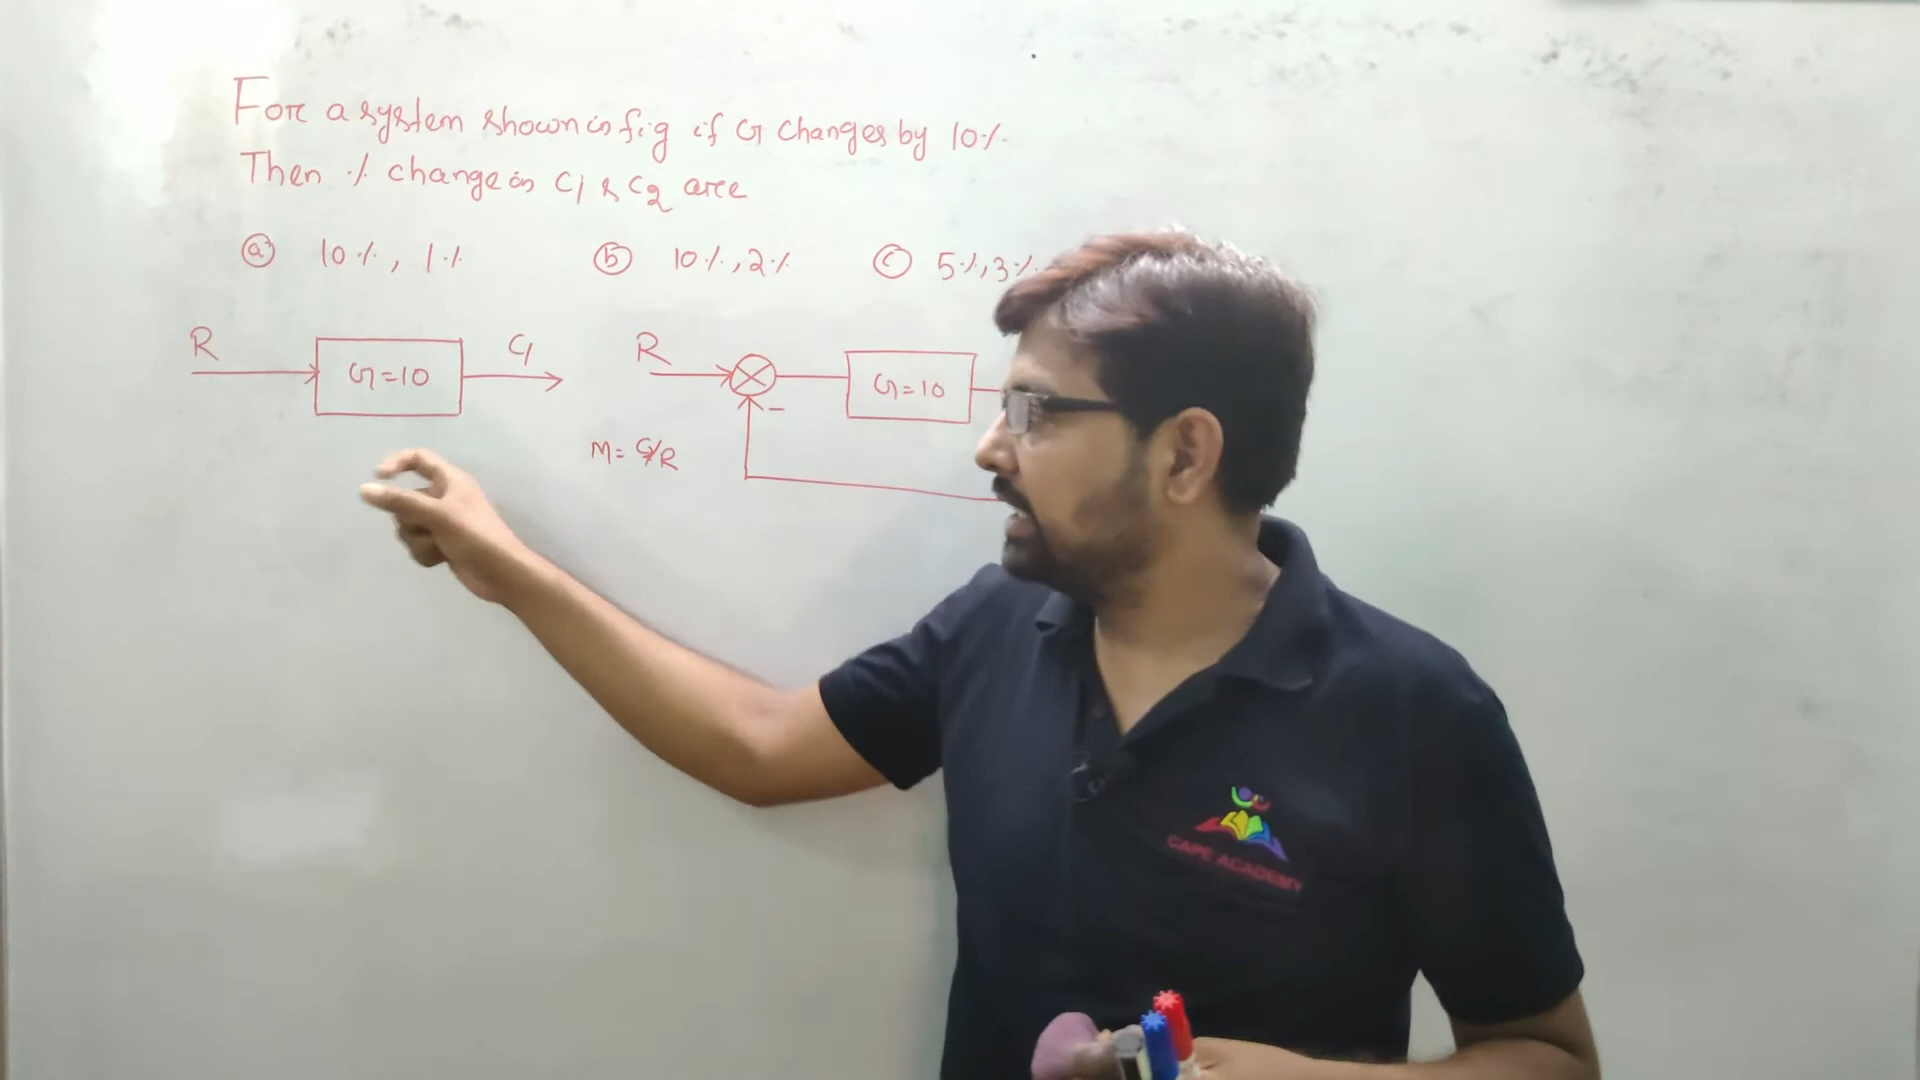 For a system shown in fig if G changes by 10%
Then % change in C1 & C2 are
(a) 10%, 1% (b) 10%, 2% (c) 5%, 3%
R G=10 C1 R G=10
-
M= C/R
CAPE ACADEMY